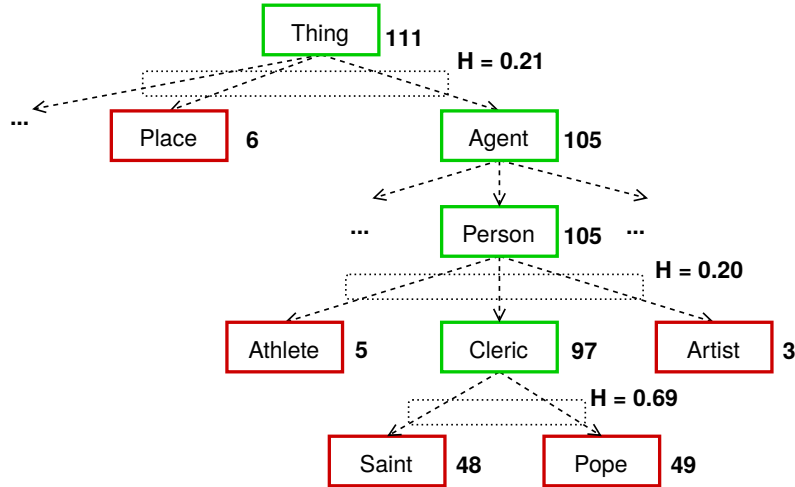 Thing 111
H = 0.21
...
Place 6
Agent 105
...
Person 105
...
H = 0.20
Athlete 5
Cleric 97
Artist 3
H = 0.69
Saint 48
Pope 49